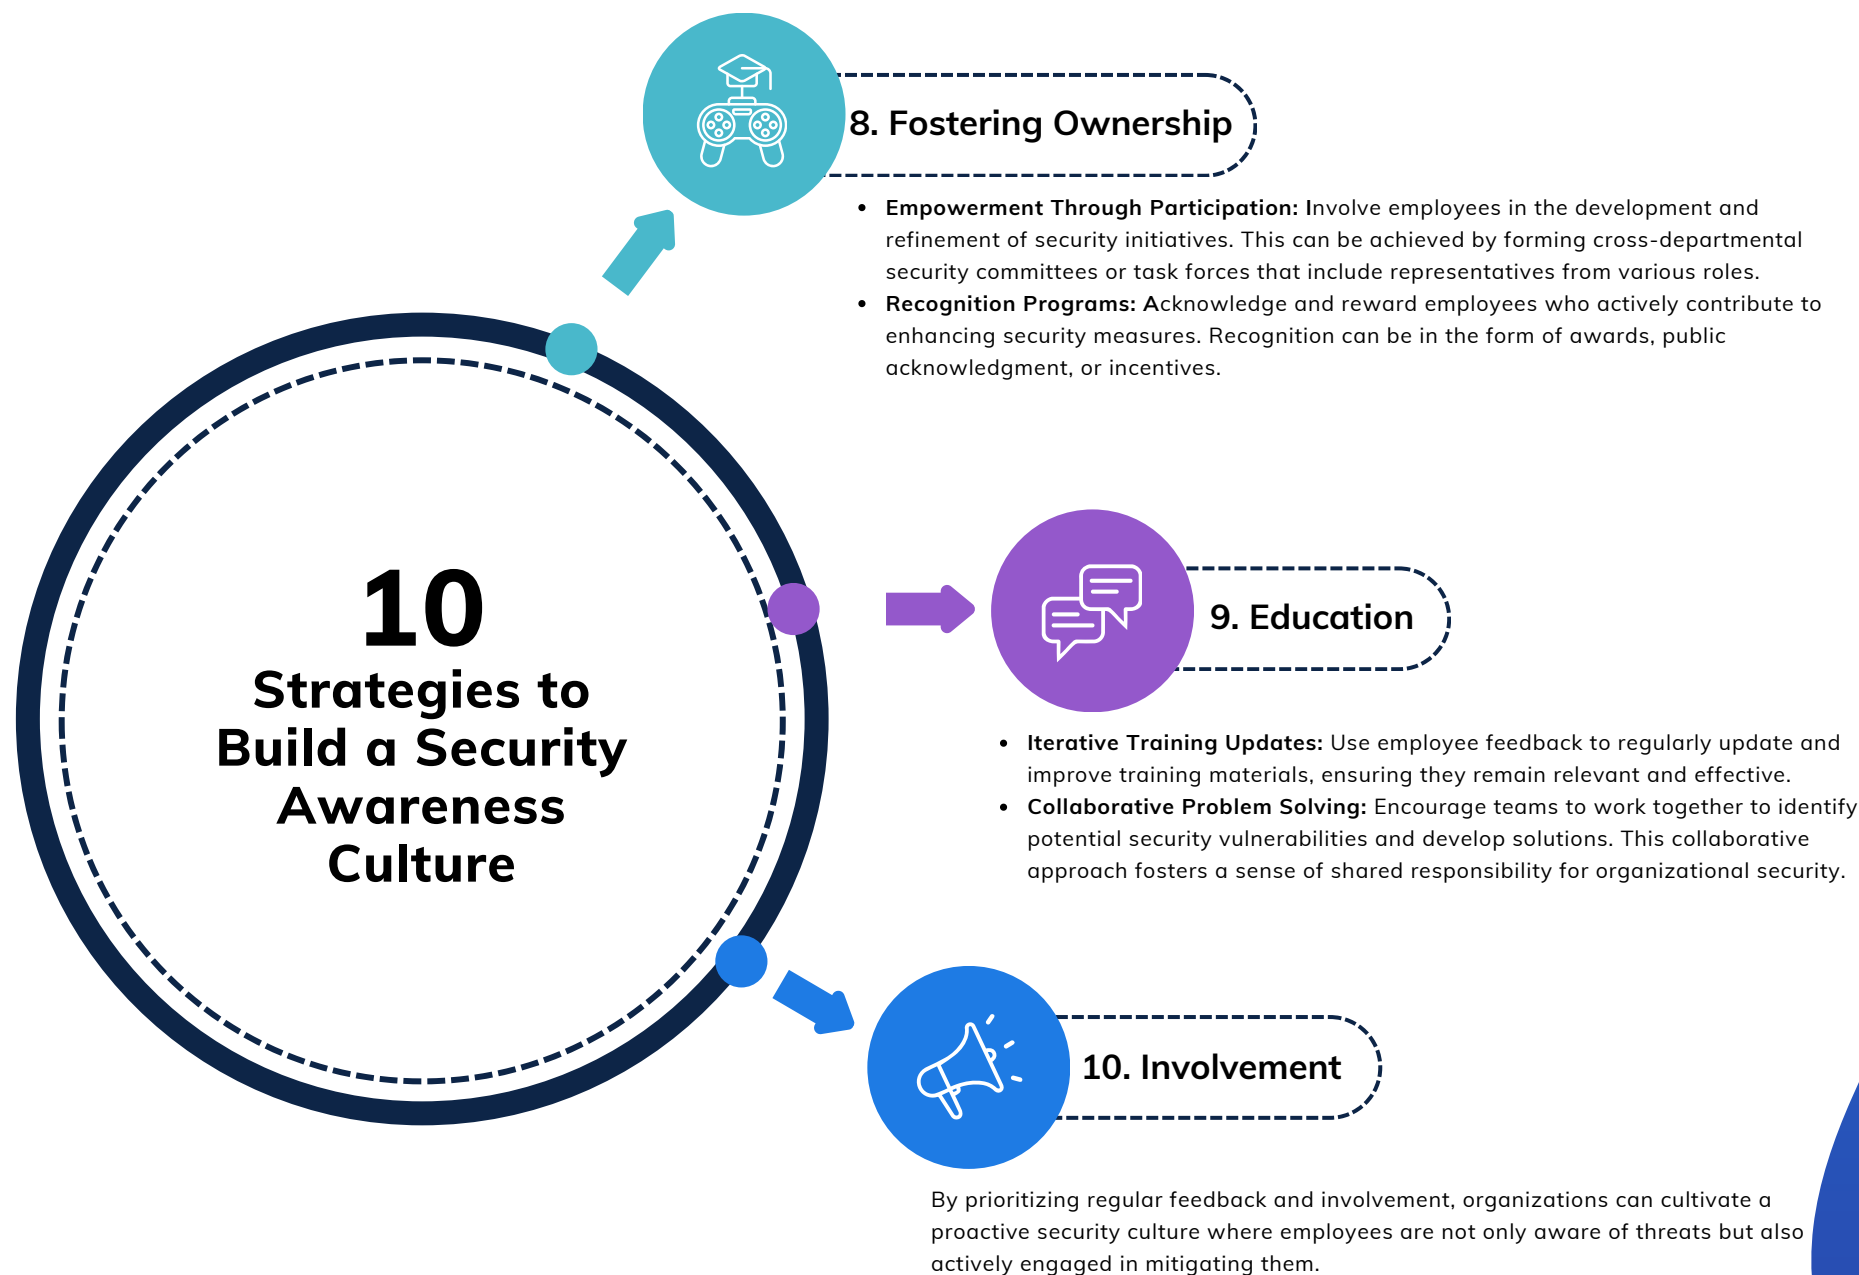 8. Fostering Ownership
• Empowerment Through Participation: Involve employees in the development and
refinement of security initiatives. This can be achieved by forming cross-departmental
security committees or task forces that include representatives from various roles.
• Recognition Programs: Acknowledge and reward employees who actively contribute to
enhancing security measures. Recognition can be in the form of awards, public
acknowledgment, or incentives.
10
Strategies to
Build a Security
Awareness
Culture
9. Education
• Iterative Training Updates: Use employee feedback to regularly update and
improve training materials, ensuring they remain relevant and effective.
• Collaborative Problem Solving: Encourage teams to work together to identify
potential security vulnerabilities and develop solutions. This collaborative
approach fosters a sense of shared responsibility for organizational security.
10. Involvement
By prioritizing regular feedback and involvement, organizations can cultivate a
proactive security culture where employees are not only aware of threats but also
actively engaged in mitigating them.